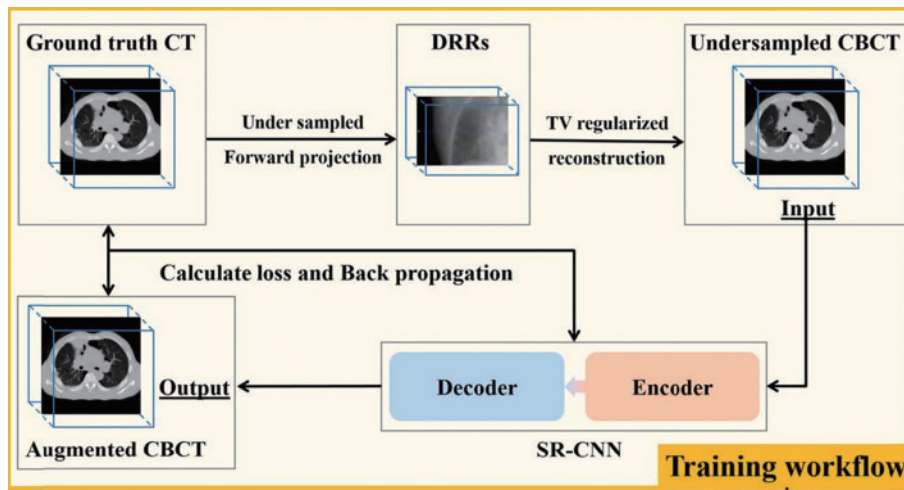 Ground truth CT
DRRs
Undersampled CBCT
Under sampled
Forward projection
TV regularized
reconstruction
Input
Calculate loss and Back propagation
Output
Augmented CBCT
Decoder
Encoder
SR-CNN
Training workflow